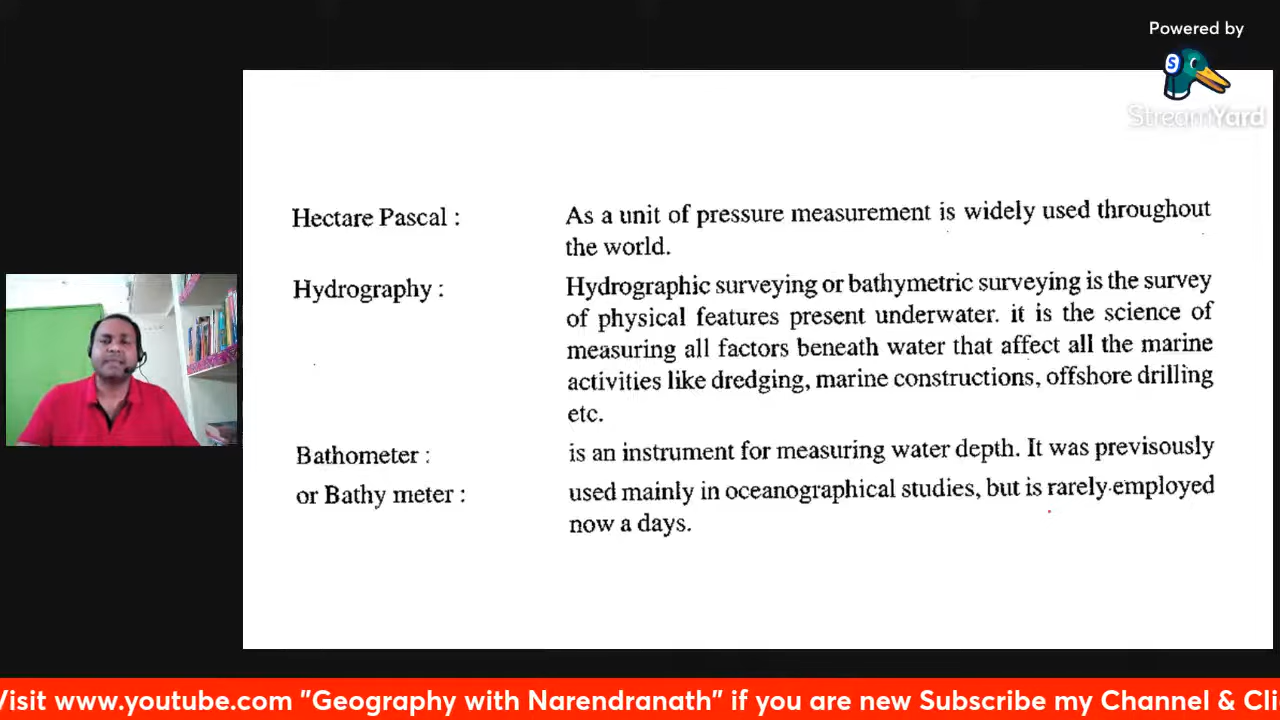 Powered by
StreamYard
Hectare Pascal : As a unit of pressure measurement is widely used throughout
the world.
Hydrography : Hydrographic surveying or bathymetric surveying is the survey
of physical features present underwater. it is the science of
measuring all factors beneath water that affect all the marine
activities like dredging, marine constructions, offshore drilling
etc.
Bathometer : is an instrument for measuring water depth. It was previsously
or Bathy meter : used mainly in oceanographical studies, but is rarely employed
now a days.
Visit www.youtube.com "Geography with Narendranath" if you are new Subscribe my Channel & Cli